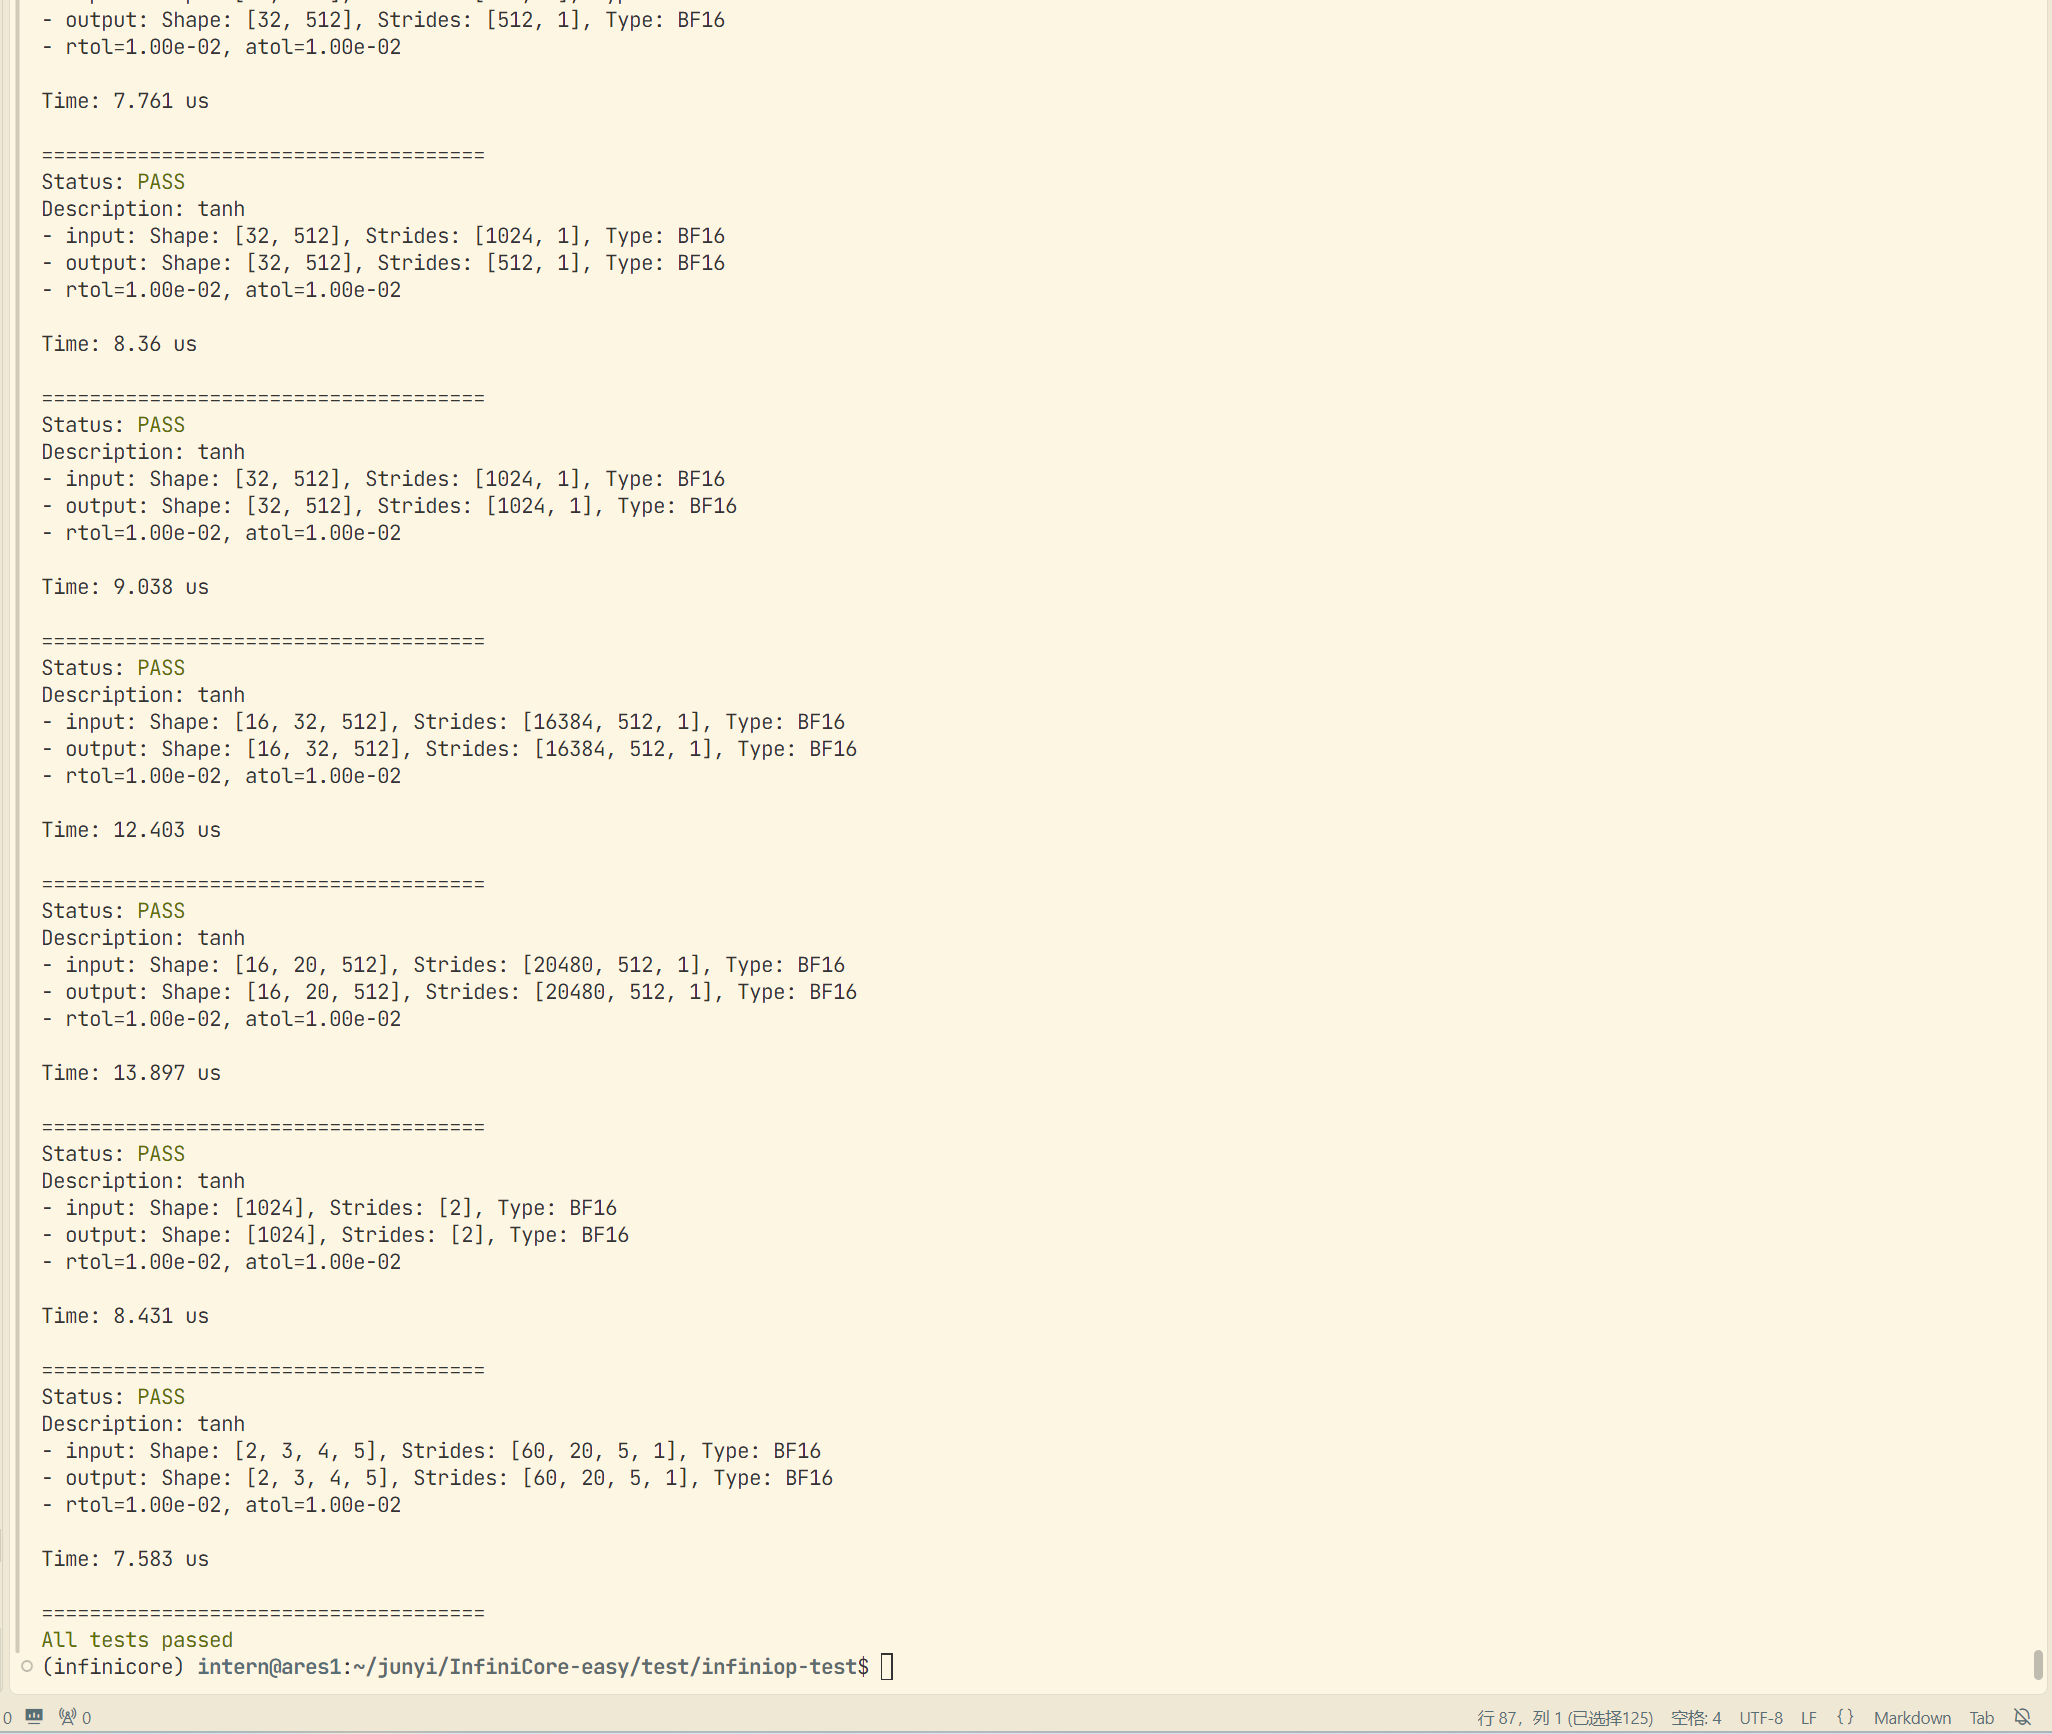 - output: Shape: [32, 512], Strides: [512, 1], Type: BF16
- rtol=1.00e-02, atol=1.00e-02
Time: 7.761 us
=====================================
Status: PASS
Description: tanh
- input: Shape: [32, 512], Strides: [1024, 1], Type: BF16
- output: Shape: [32, 512], Strides: [512, 1], Type: BF16
- rtol=1.00e-02, atol=1.00e-02
Time: 8.36 us
=====================================
Status: PASS
Description: tanh
- input: Shape: [32, 512], Strides: [1024, 1], Type: BF16
- output: Shape: [32, 512], Strides: [1024, 1], Type: BF16
- rtol=1.00e-02, atol=1.00e-02
Time: 9.038 us
=====================================
Status: PASS
Description: tanh
- input: Shape: [16, 32, 512], Strides: [16384, 512, 1], Type: BF16
- output: Shape: [16, 32, 512], Strides: [16384, 512, 1], Type: BF16
- rtol=1.00e-02, atol=1.00e-02
Time: 12.403 us
=====================================
Status: PASS
Description: tanh
- input: Shape: [16, 20, 512], Strides: [20480, 512, 1], Type: BF16
- output: Shape: [16, 20, 512], Strides: [20480, 512, 1], Type: BF16
- rtol=1.00e-02, atol=1.00e-02
Time: 13.897 us
=====================================
Status: PASS
Description: tanh
- input: Shape: [1024], Strides: [2], Type: BF16
- output: Shape: [1024], Strides: [2], Type: BF16
- rtol=1.00e-02, atol=1.00e-02
Time: 8.431 us
=====================================
Status: PASS
Description: tanh
- input: Shape: [2, 3, 4, 5], Strides: [60, 20, 5, 1], Type: BF16
- output: Shape: [2, 3, 4, 5], Strides: [60, 20, 5, 1], Type: BF16
- rtol=1.00e-02, atol=1.00e-02
Time: 7.583 us
=====================================
All tests passed
(infinicore) intern@ares1:~/junyi/InfiniCore-easy/test/infiniop-test$
0 0 行 87，列 1 (已选择125) 空格: 4 UTF-8 LF {} Markdown Tab